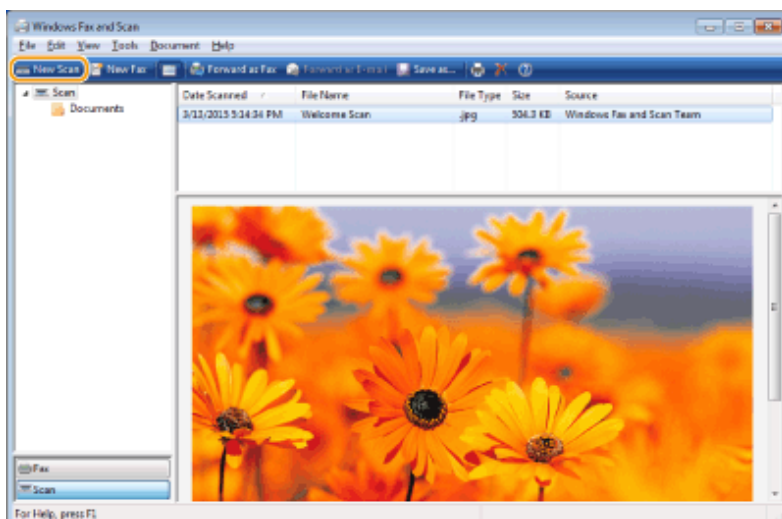 Windows Fax and Scan
File Edit View Tools Document Help
New Scan New Fax Forward as Fax Forward as E-mail Save as...
Scan
Documents
Date Scanned File Name File Type Size Source
3/13/2015 5:14:34 PM Welcome Scan .jpg 504.3 KB Windows Fax and Scan Team
Fax
Scan
For Help, press F1